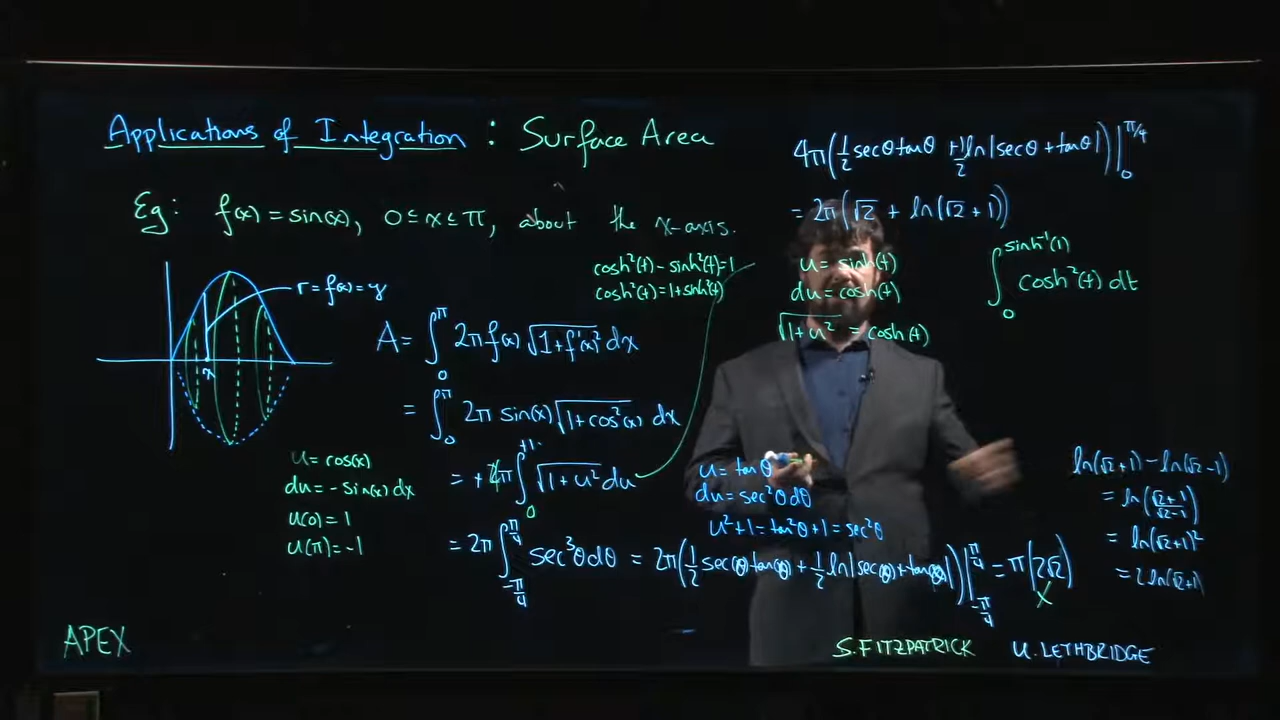 Applications of Integration : Surface Area
Eg: f(x) = sin(x), 0 ≤ x ≤ π, about the x-axis.
r = f(x) = y
x
A = ∫₀^π 2π f(x) √(1+f'(x)²) dx
= ∫₀^π 2π sin(x) √(1+cos²(x)) dx
u = cos(x)
du = -sin(x) dx
u(0) = 1
u(π) = -1
= +4π ∫₀^{+1} √(1+u²) du
= 2π ∫_{-π/4}^{π/4} sec³θ dθ = 2π(½ sec(θ)tan(θ) + ½ ln|sec(θ)+tan(θ)|)|_{-π/4}^{π/4} = π(2√2)
X
u = tanθ
du = sec²θ dθ
u²+1 = tan²θ+1 = sec²θ
cosh²(t) - sinh²(t) = 1
cosh²(t) = 1+sinh²(t)
4π(½ secθ tanθ + ½ ln|secθ + tanθ|)|₀^{π/4}
= 2π(√2 + ln(√2+1))
u = sinh(t)
du = cosh(t)
√(1+u²) = cosh(t)
∫₀^{sinh⁻¹(1)} cosh²(t) dt
ln(√2+1) - ln(√2-1)
= ln((√2+1)/(√2-1))
= ln(√2+1)²
= 2 ln(√2+1)
APEX
S. FITZPATRICK
U. LETHBRIDGE